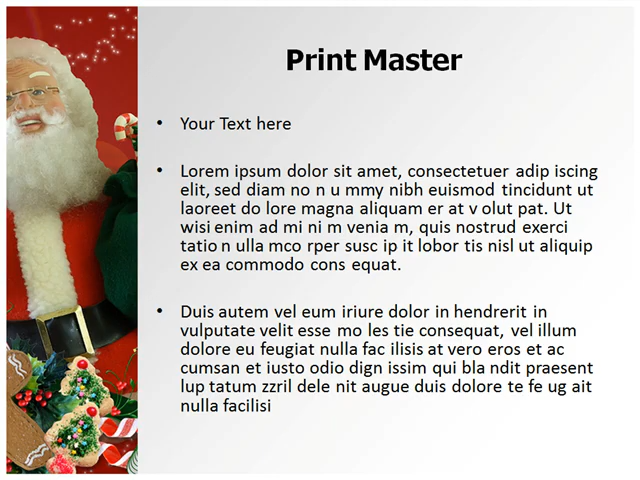 Print Master
• Your Text here
• Lorem ipsum dolor sit amet, consectetuer adip iscing
elit, sed diam no n u mmy nibh euismod tincidunt ut
laoreet do lore magna aliquam er at v olut pat. Ut
wisi enim ad mi ni m venia m, quis nostrud exerci
tatio n ulla mco rper susc ip it lobor tis nisl ut aliquip
ex ea commodo cons equat.
• Duis autem vel eum iriure dolor in hendrerit in
vulputate velit esse mo les tie consequat, vel illum
dolore eu feugiat nulla fac ilisis at vero eros et ac
cumsan et iusto odio dign issim qui bla ndit praesent
lup tatum zzril dele nit augue duis dolore te fe ug ait
nulla facilisi